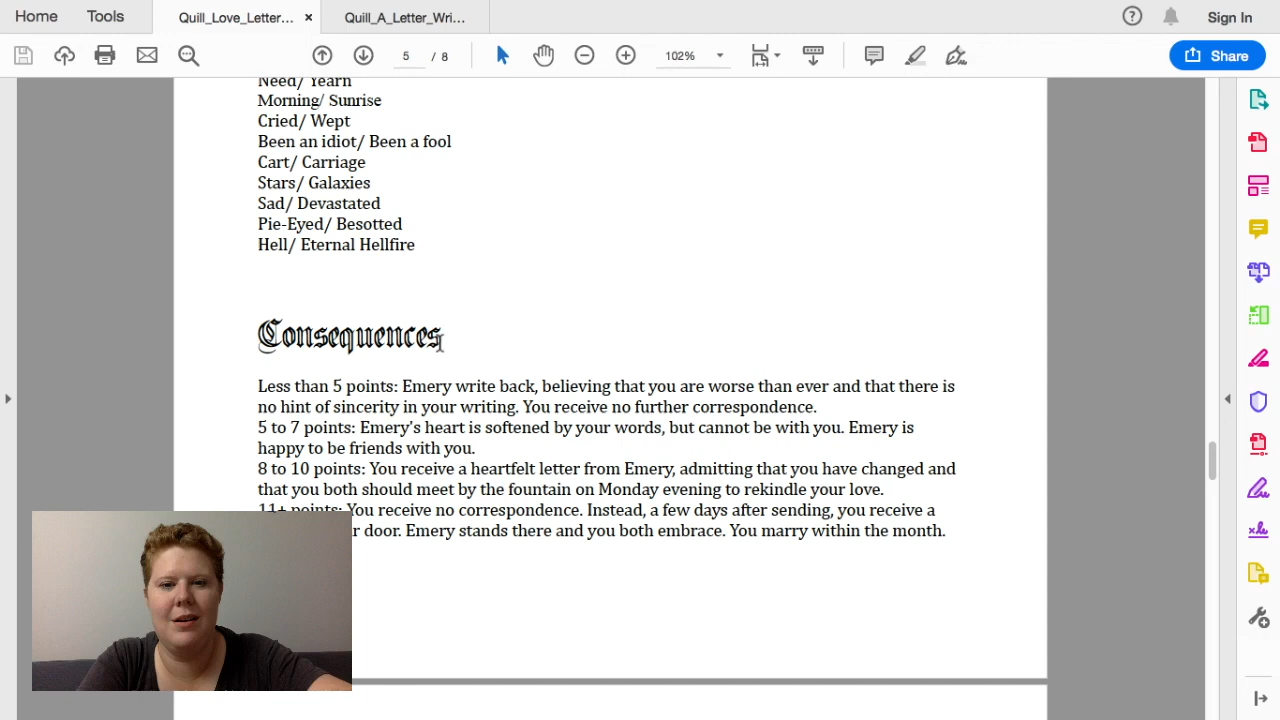 Home Tools Quill_Love_Letter... × Quill_A_Letter_Wri... ? Sign In
5 / 8 102% Share
Need/ Yearn
Morning/ Sunrise
Cried/ Wept
Been an idiot/ Been a fool
Cart/ Carriage
Stars/ Galaxies
Sad/ Devastated
Pie-Eyed/ Besotted
Hell/ Eternal Hellfire
Consequences
Less than 5 points: Emery write back, believing that you are worse than ever and that there is
no hint of sincerity in your writing. You receive no further correspondence.
5 to 7 points: Emery's heart is softened by your words, but cannot be with you. Emery is
happy to be friends with you.
8 to 10 points: You receive a heartfelt letter from Emery, admitting that you have changed and
that you both should meet by the fountain on Monday evening to rekindle your love.
11+ points: You receive no correspondence. Instead, a few days after sending, you receive a
door. Emery stands there and you both embrace. You marry within the month.